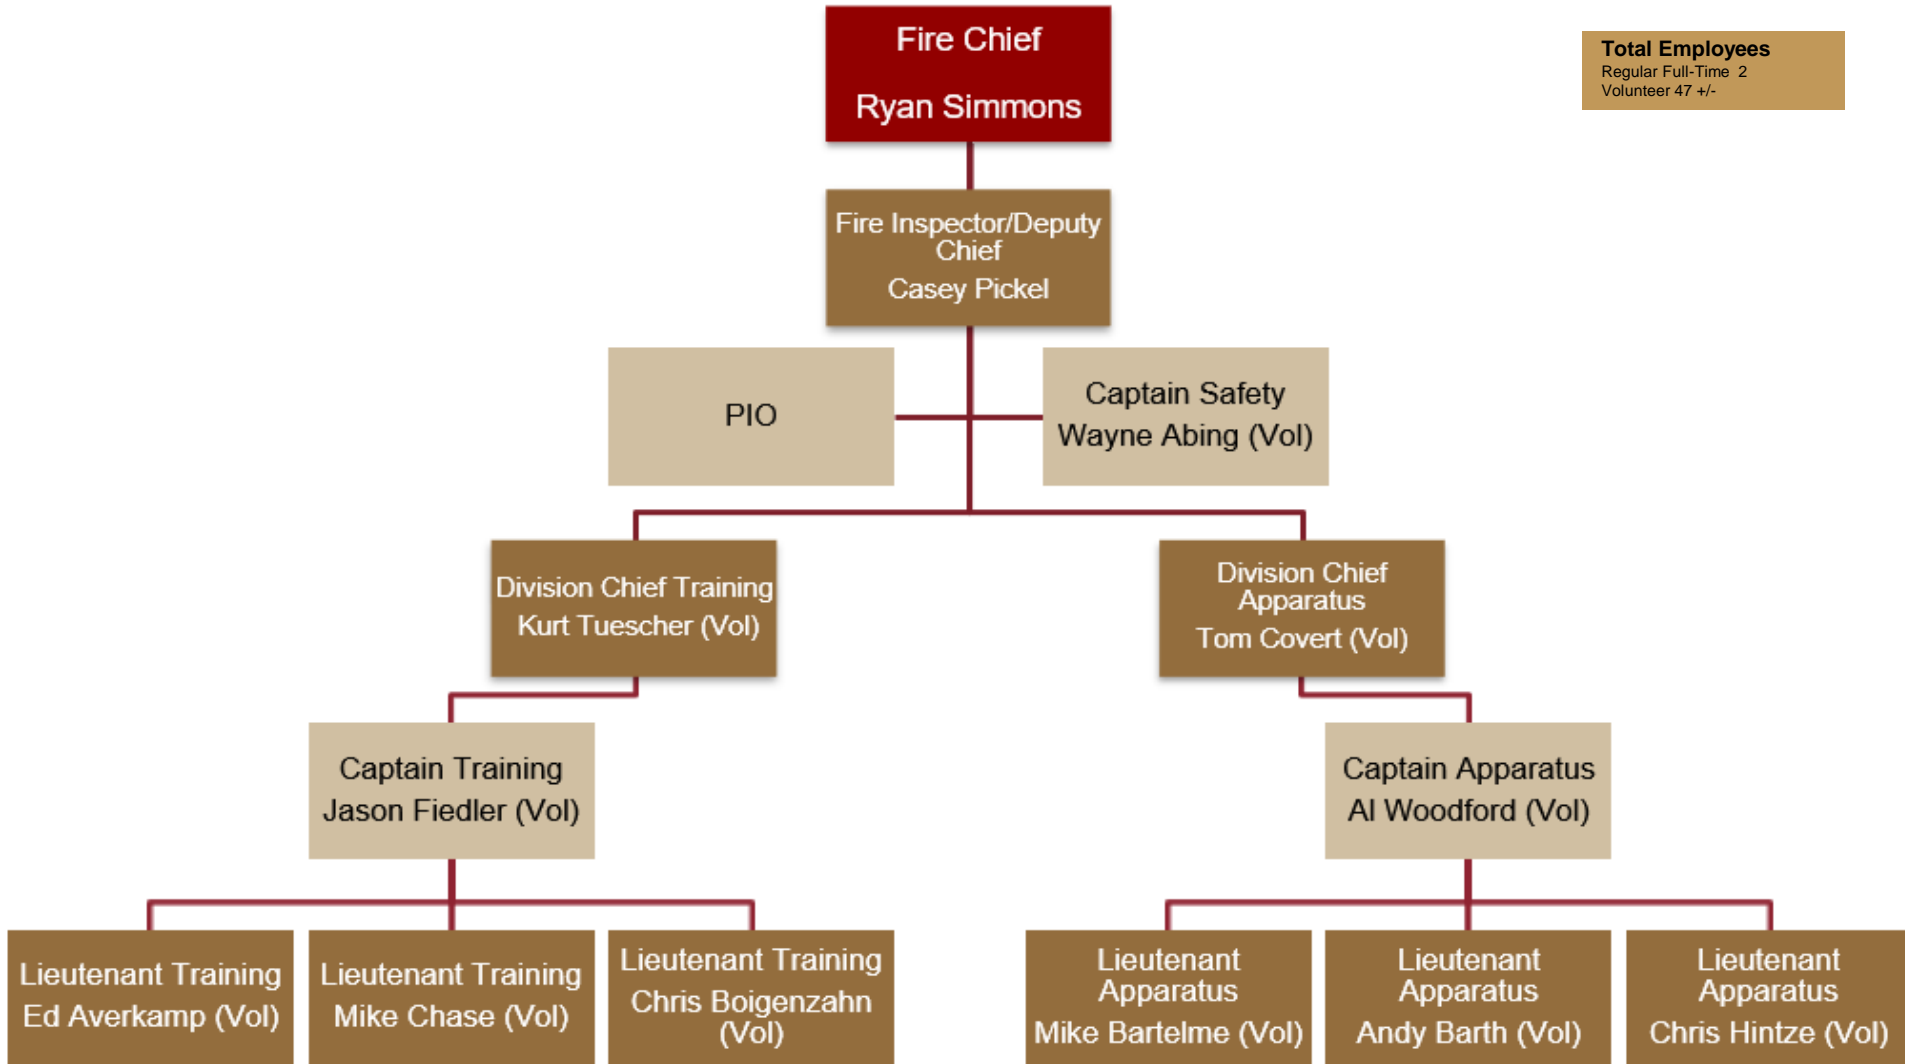 Fire Chief
Ryan Simmons
Total Employees
Regular Full-Time 2
Volunteer 47 +/-
Fire Inspector/Deputy
Chief
Casey Pickel
PIO
Captain Safety
Wayne Abing (Vol)
Division Chief Training
Kurt Tuescher (Vol)
Division Chief
Apparatus
Tom Covert (Vol)
Captain Training
Jason Fiedler (Vol)
Captain Apparatus
Al Woodford (Vol)
Lieutenant Training
Ed Averkamp (Vol)
Lieutenant Training
Mike Chase (Vol)
Lieutenant Training
Chris Boigenzahn
(Vol)
Lieutenant
Apparatus
Mike Bartelme (Vol)
Lieutenant
Apparatus
Andy Barth (Vol)
Lieutenant
Apparatus
Chris Hintze (Vol)